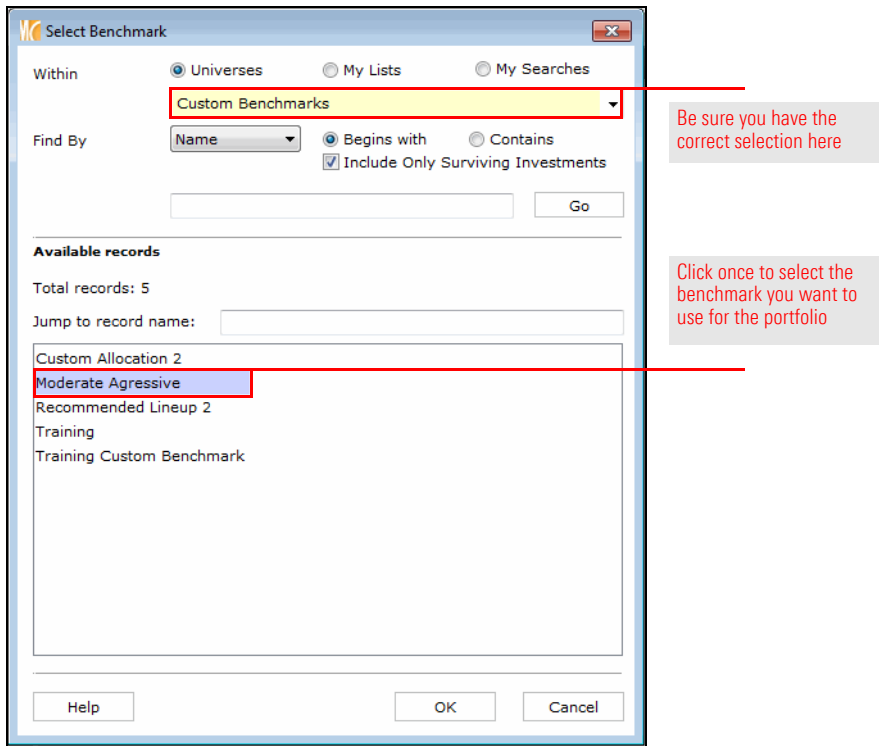 Select Benchmark
Within
Universes
My Lists
My Searches
Custom Benchmarks
Be sure you have the
correct selection here
Find By
Name
Begins with
Contains
Include Only Surviving Investments
Go
Available records
Total records: 5
Click once to select the
benchmark you want to
use for the portfolio
Jump to record name:
Custom Allocation 2
Moderate Agressive
Recommended Lineup 2
Training
Training Custom Benchmark
Help
OK
Cancel